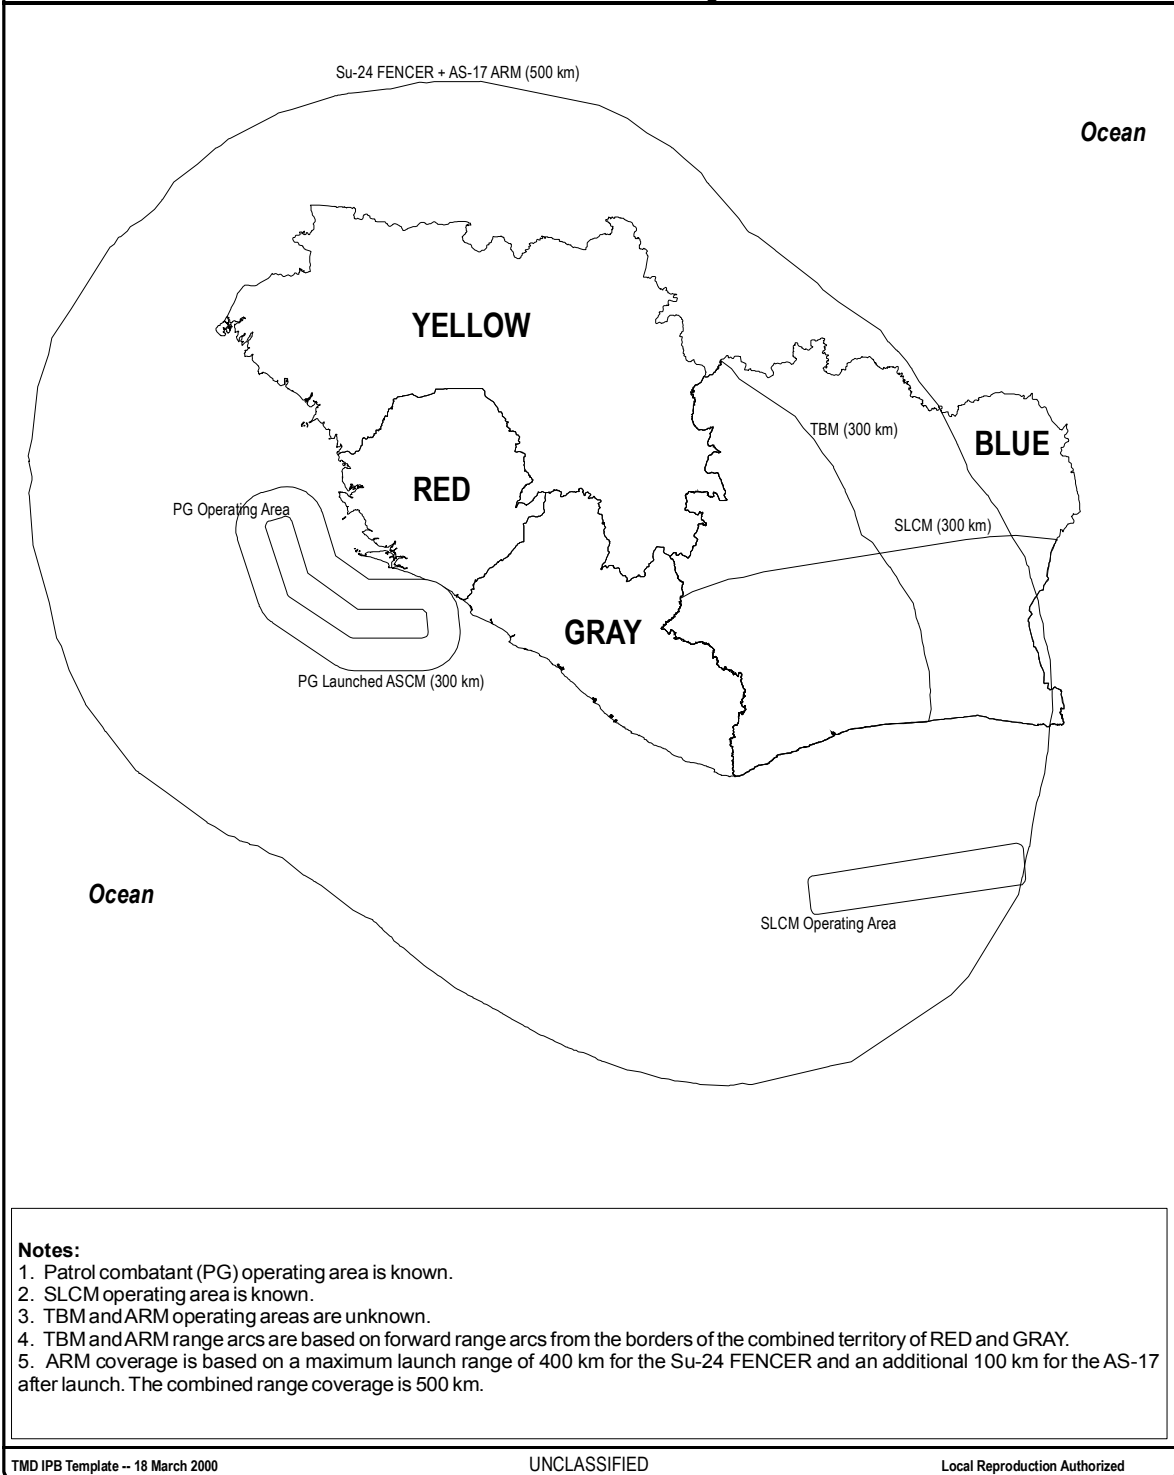 Su-24 FENCER + AS-17 ARM (500 km)
Ocean
YELLOW
TBM (300 km)
BLUE
RED
PG Operating Area
SLCM (300 km)
GRAY
PG Launched ASCM (300 km)
Ocean
SLCM Operating Area
Notes:
1. Patrol combatant (PG) operating area is known.
2. SLCM operating area is known.
3. TBM and ARM operating areas are unknown.
4. TBM and ARM range arcs are based on forward range arcs from the borders of the combined territory of RED and GRAY.
5. ARM coverage is based on a maximum launch range of 400 km for the Su-24 FENCER and an additional 100 km for the AS-17
after launch. The combined range coverage is 500 km.
TMD IPB Template -- 18 March 2000 UNCLASSIFIED Local Reproduction Authorized